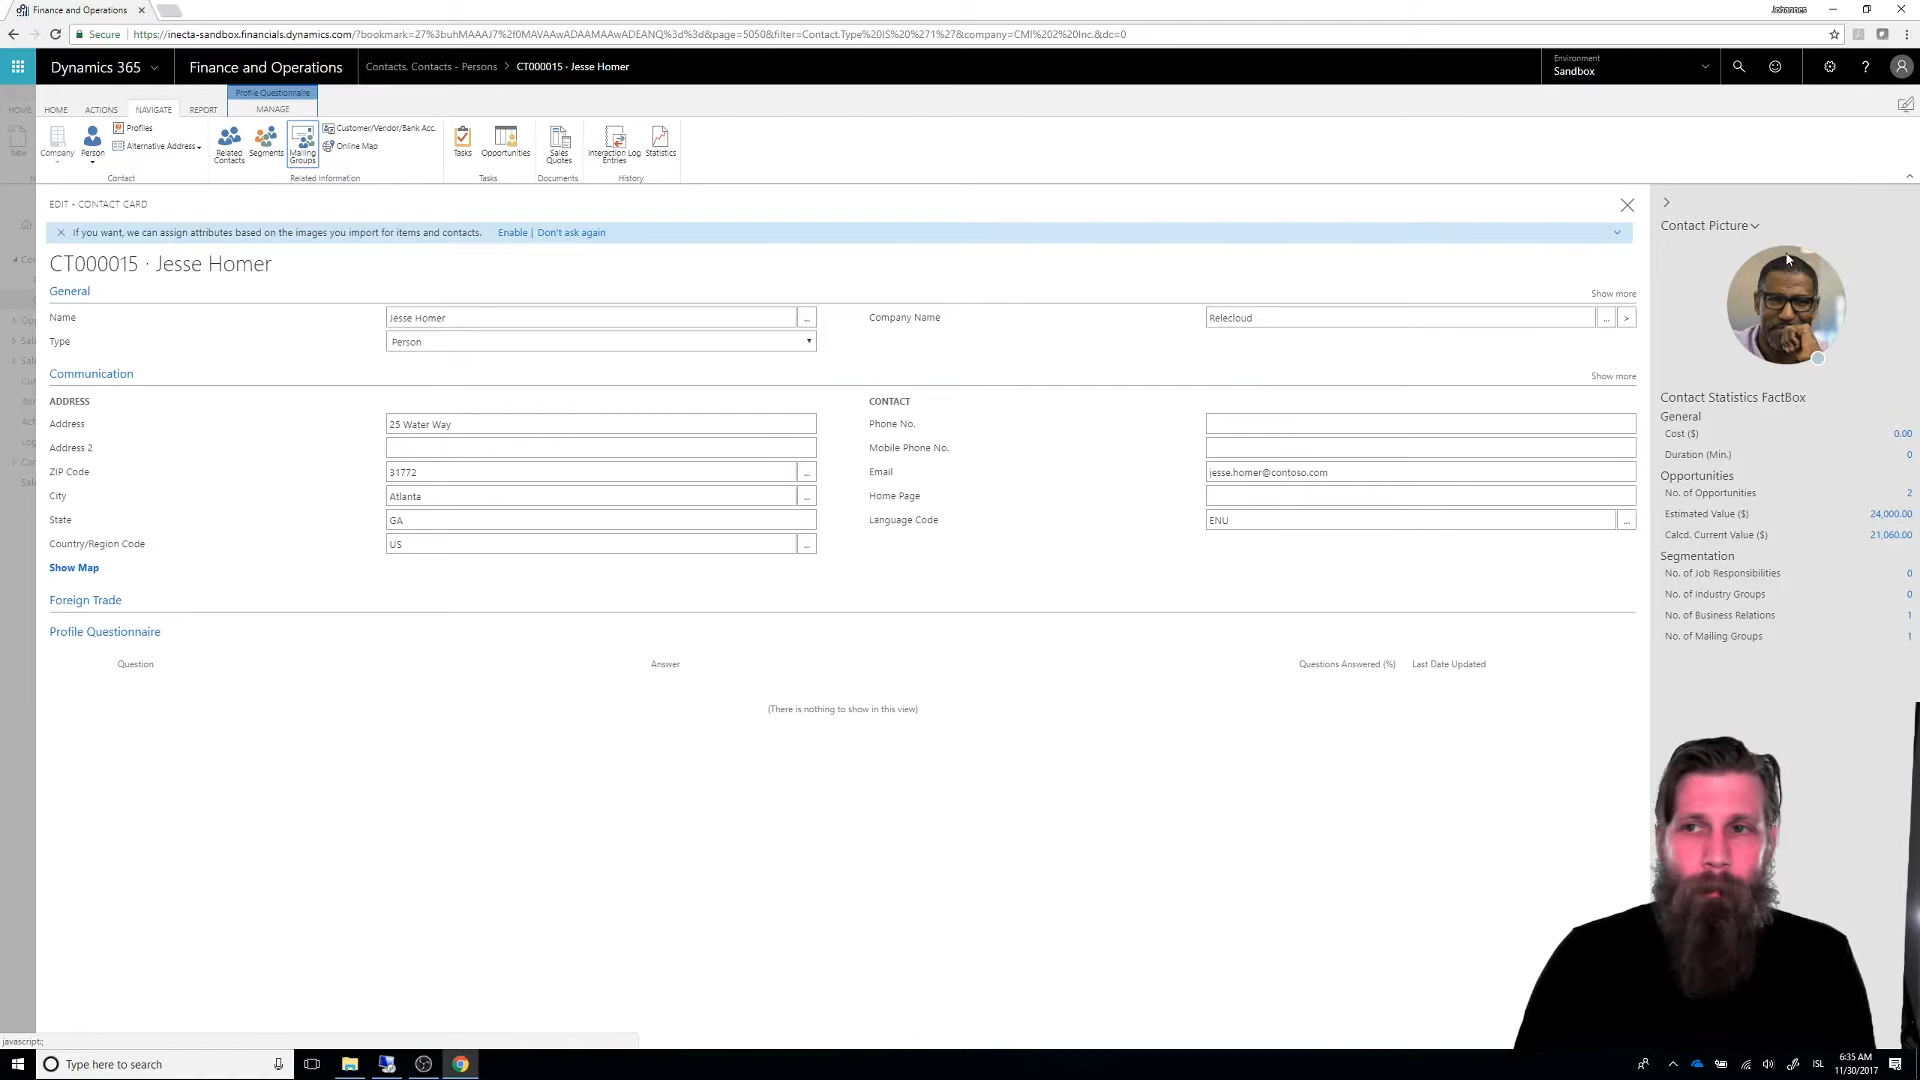 Finance and Operations
Johannes
Secure
https://inecta-sandbox.financials.dynamics.com/?bookmark=27%3buhMAAAJ7%2f0MAVAAwADAAMAAwADEANQ%3d%3d&page=5050&filter=Contact.Type%20IS%20%271%27&company=CMI%202%20Inc.&dc=0
Dynamics 365
Finance and Operations
Contacts, Contacts - Persons > CT000015 · Jesse Homer
Environment
Sandbox
Profile Questionnaire
HOME
HOME
ACTIONS
NAVIGATE
REPORT
MANAGE
New
Company
Person
Profiles
Alternative Address
Related Contacts
Segments
Mailing Groups
Customer/Vendor/Bank Acc.
Online Map
Tasks
Opportunities
Sales Quotes
Interaction Log Entries
Statistics
Contact
Related Information
Tasks
Documents
History
EDIT - CONTACT CARD
If you want, we can assign attributes based on the images you import for items and contacts. Enable | Don't ask again
CT000015 · Jesse Homer
General
Show more
Name Jesse Homer ...
Company Name Relecloud ... >
Type Person
Communication
Show more
ADDRESS
CONTACT
Address 25 Water Way
Phone No.
Address 2
Mobile Phone No.
ZIP Code 31772 ...
Email jesse.homer@contoso.com
City Atlanta ...
Home Page
State GA
Language Code ENU ...
Country/Region Code US ...
Show Map
Foreign Trade
Profile Questionnaire
Question
Answer
Questions Answered (%)
Last Date Updated
(There is nothing to show in this view)
Contact Picture
Contact Statistics FactBox
General
Cost ($) 0.00
Duration (Min.) 0
Opportunities
No. of Opportunities 2
Estimated Value ($) 24,000.00
Calcd. Current Value ($) 21,060.00
Segmentation
No. of Job Responsibilities 0
No. of Industry Groups 0
No. of Business Relations 1
No. of Mailing Groups 1
javascript:;
Type here to search
ISL
6:35 AM
11/30/2017